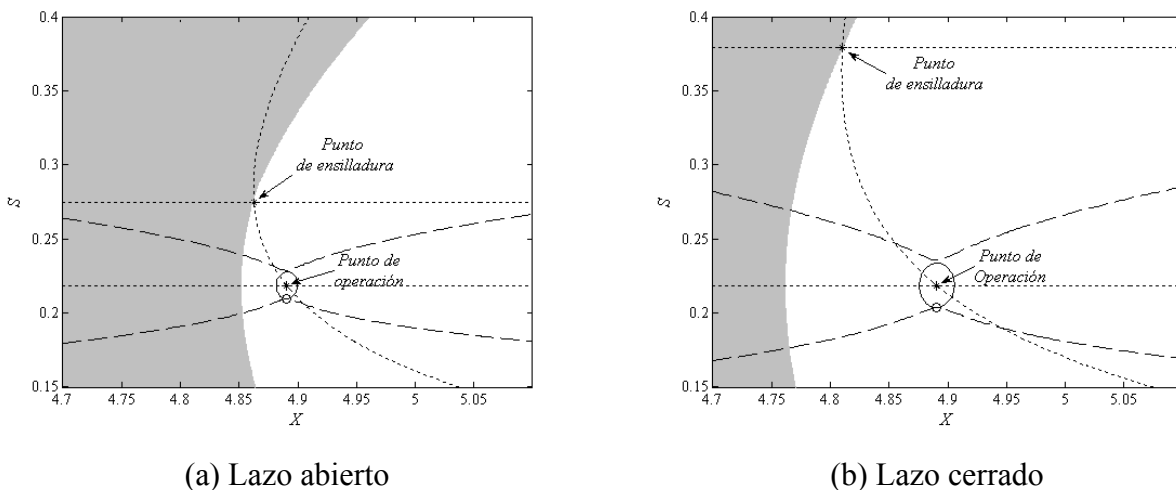 0.4
0.35
0.3
0.25
0.2
0.15
S
4.7
4.75
4.8
4.85
4.9
4.95
5
5.05
X
Punto
de ensilladura
Punto de
operación
(a) Lazo abierto
0.4
0.35
0.3
0.25
0.2
0.15
S
4.7
4.75
4.8
4.85
4.9
4.95
5
5.05
X
Punto
de ensilladura
Punto de
Operación
(b) Lazo cerrado